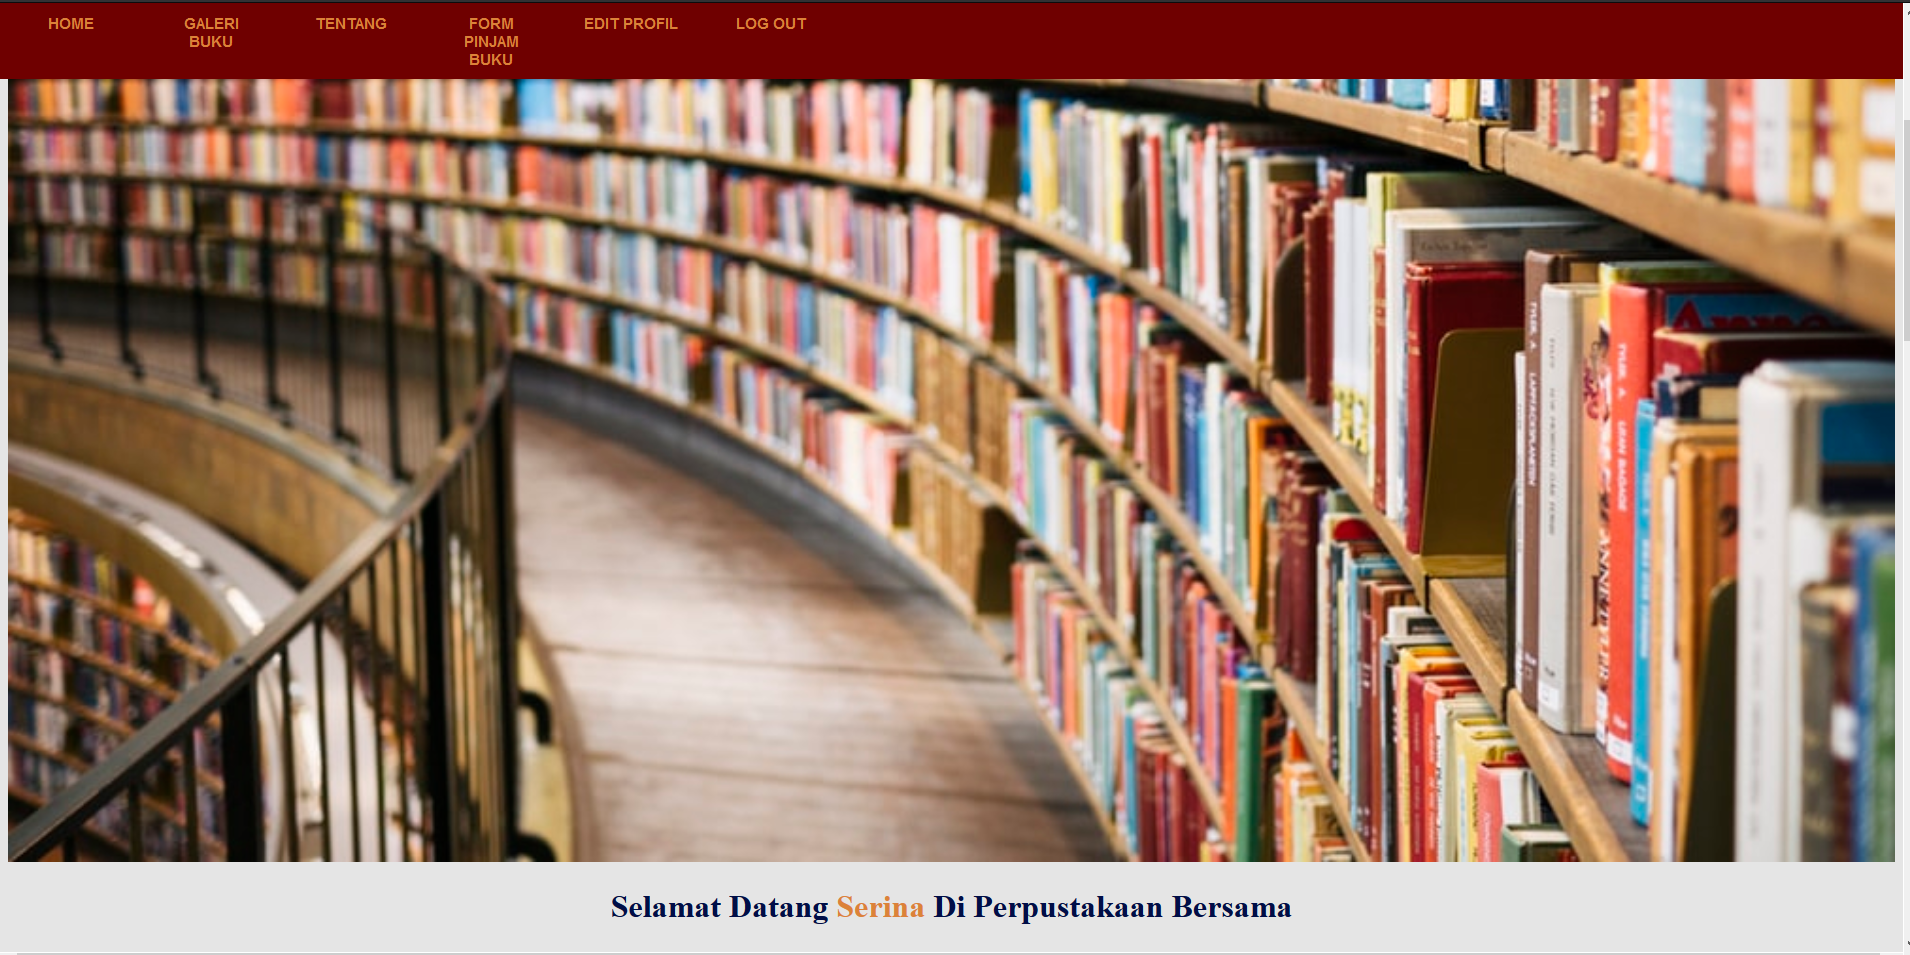 HOME
GALERI
BUKU
TENTANG
FORM
PINJAM
BUKU
EDIT PROFIL
LOG OUT
Selamat Datang Serina Di Perpustakaan Bersama